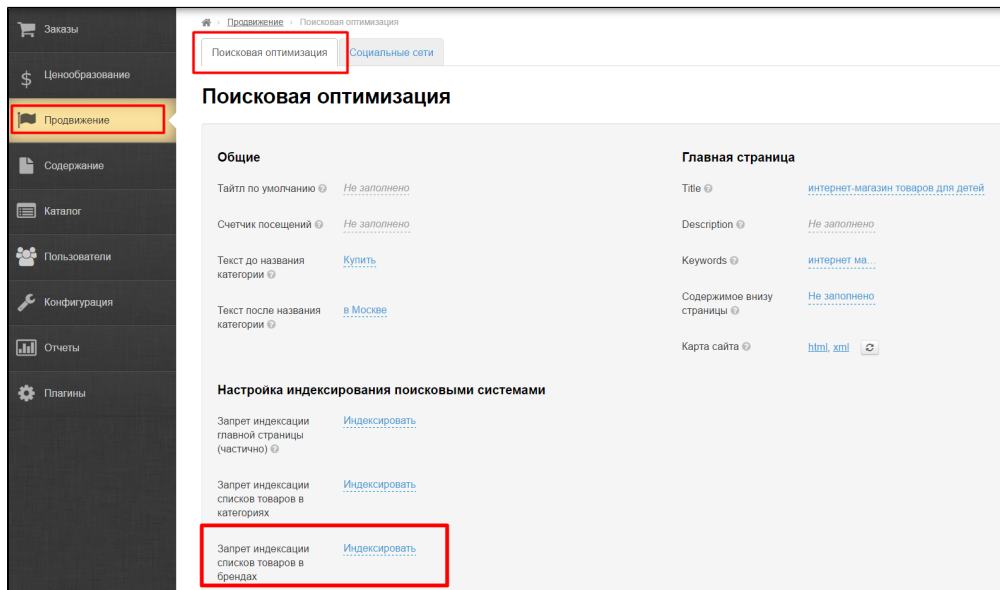 Заказы
Ценообразование
Продвижение
Содержание
Каталог
Пользователи
Конфигурация
Отчеты
Плагины
Продвижение Поисковая оптимизация
Поисковая оптимизация Социальные сети
Поисковая оптимизация
Общие
Тайтл по умолчанию Не заполнено
Счетчик посещений Не заполнено
Текст до названия Купить
категории
Текст после названия в Москве
категории
Главная страница
Title интернет-магазин товаров для детей
Description Не заполнено
Keywords интернет ма...
Содержимое внизу Не заполнено
страницы
Карта сайта html, xml
Настройка индексирования поисковыми системами
Запрет индексации Индексировать
главной страницы
(частично)
Запрет индексации Индексировать
списков товаров в
категориях
Запрет индексации Индексировать
списков товаров в
брендах